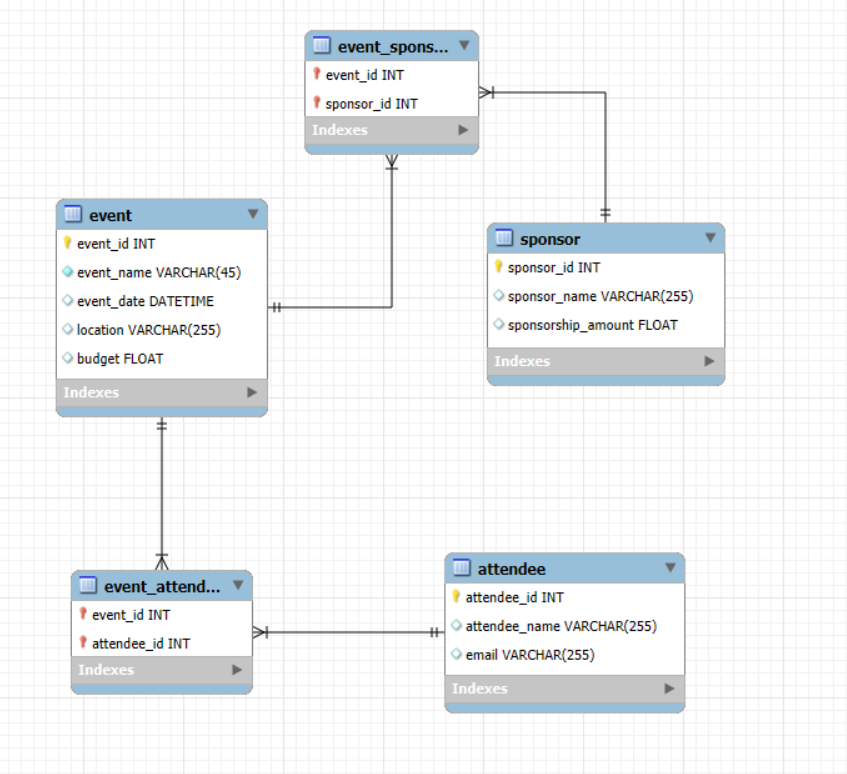 event_spons...
event_id INT
sponsor_id INT
Indexes
event
event_id INT
event_name VARCHAR(45)
event_date DATETIME
location VARCHAR(255)
budget FLOAT
Indexes
sponsor
sponsor_id INT
sponsor_name VARCHAR(255)
sponsorship_amount FLOAT
Indexes
event_attend...
event_id INT
attendee_id INT
Indexes
attendee
attendee_id INT
attendee_name VARCHAR(255)
email VARCHAR(255)
Indexes